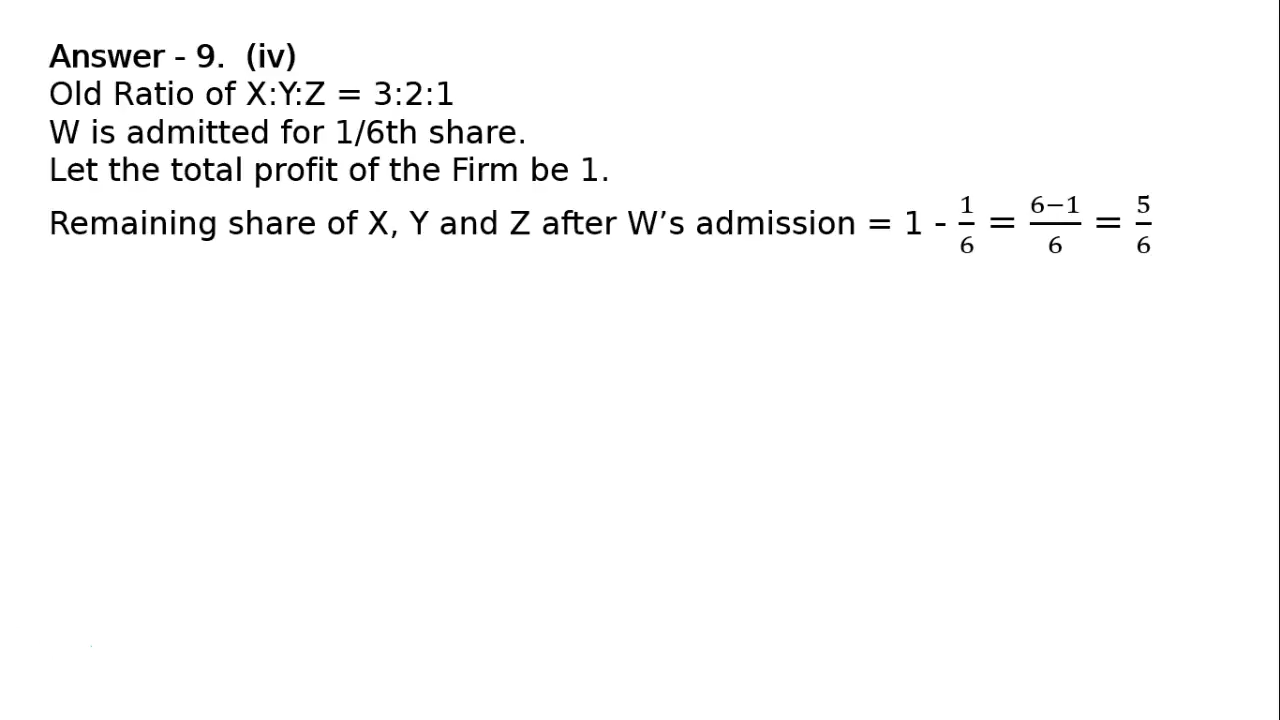 Answer - 9.  (iv)
Old Ratio of X:Y:Z = 3:2:1
W is admitted for 1/6th share.
Let the total profit of the Firm be 1.
Remaining share of X, Y and Z after W’s admission = 1 - 1/6 = 6−1/6 = 5/6